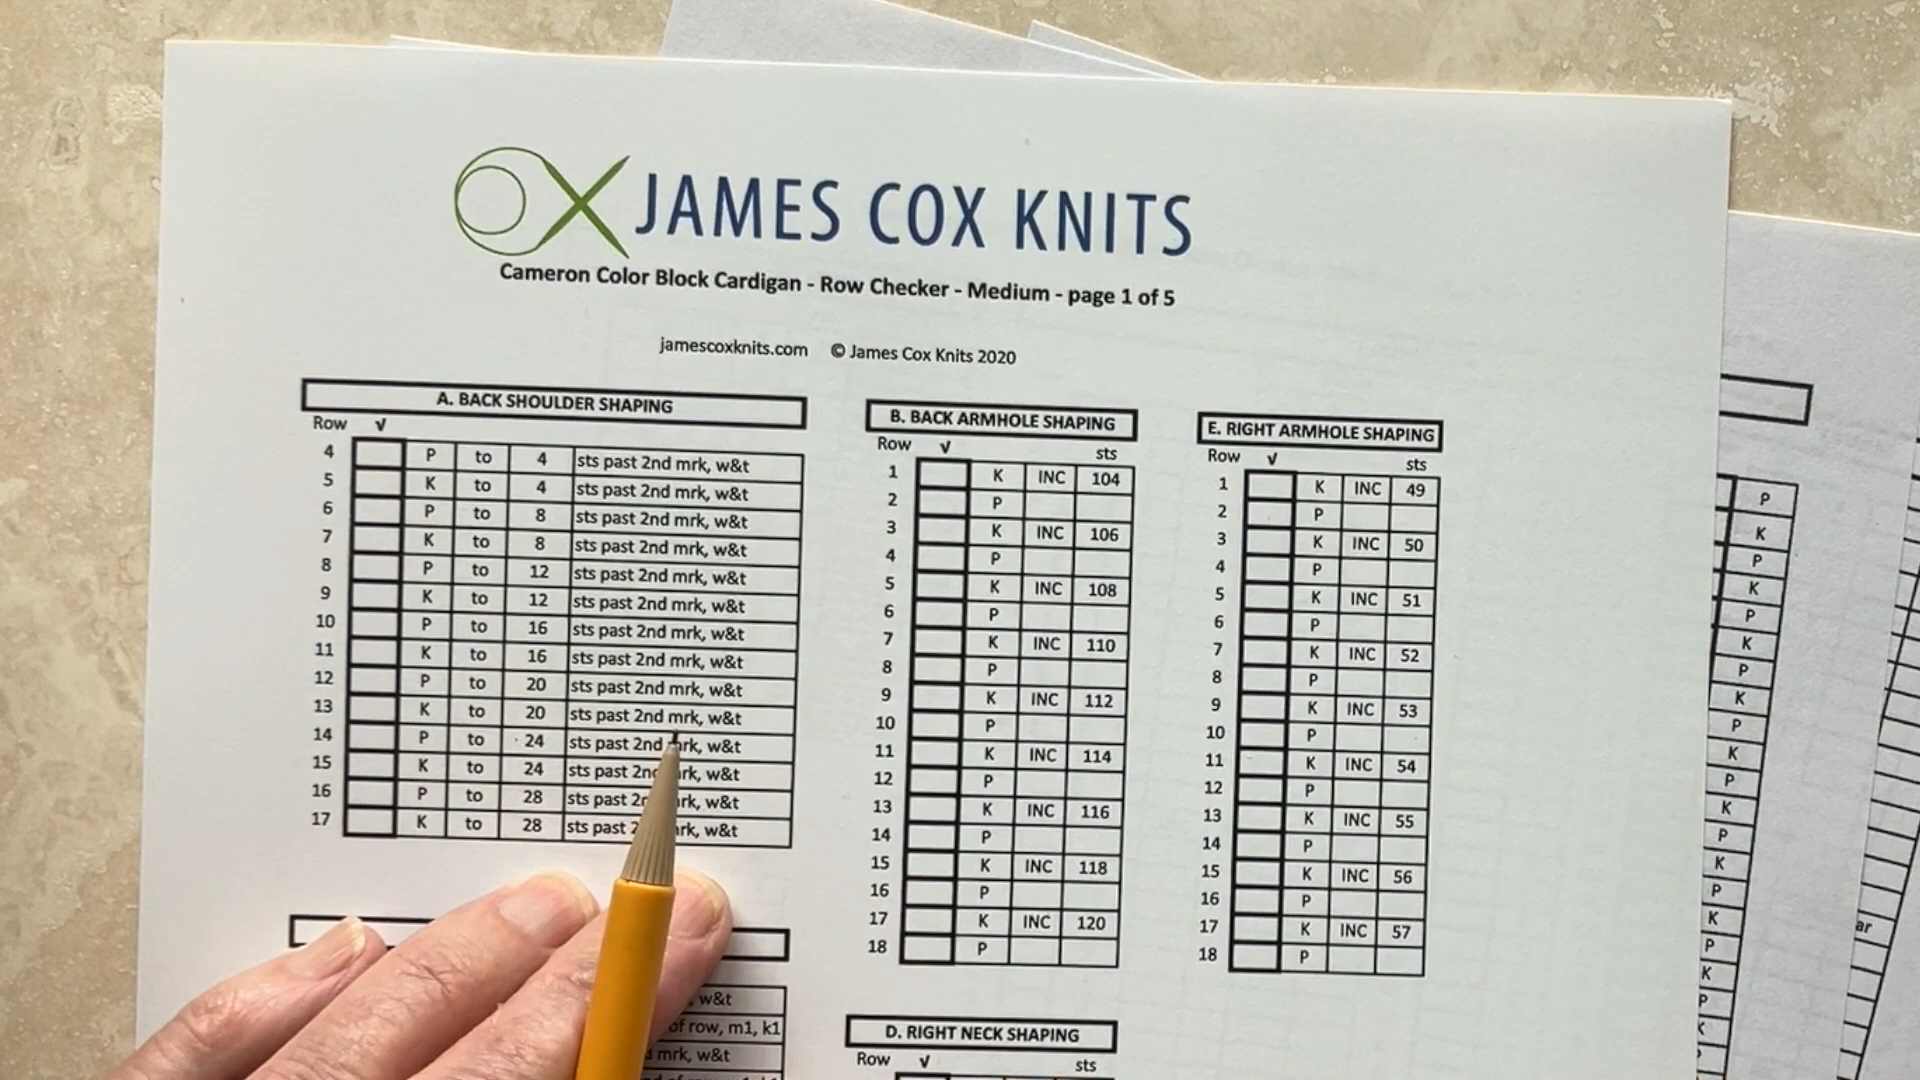 JAMES COX KNITS
Cameron Color Block Cardigan - Row Checker - Medium - page 1 of 5
jamescoxknits.com © James Cox Knits 2020
A. BACK SHOULDER SHAPING
Row √
4 P to 4 sts past 2nd mrk, w&t
5 K to 4 sts past 2nd mrk, w&t
6 P to 8 sts past 2nd mrk, w&t
7 K to 8 sts past 2nd mrk, w&t
8 P to 12 sts past 2nd mrk, w&t
9 K to 12 sts past 2nd mrk, w&t
10 P to 16 sts past 2nd mrk, w&t
11 K to 16 sts past 2nd mrk, w&t
12 P to 20 sts past 2nd mrk, w&t
13 K to 20 sts past 2nd mrk, w&t
14 P to 24 sts past 2nd mrk, w&t
15 K to 24 sts past w&t
16 P to 28 sts past w&t
17 K to 28 sts past w&t
w&t
of row, m1, k1
mrk, w&t
B. BACK ARMHOLE SHAPING
Row √ sts
1 K INC 104
2 P
3 K INC 106
4 P
5 K INC 108
6 P
7 K INC 110
8 P
9 K INC 112
10 P
11 K INC 114
12 P
13 K INC 116
14 P
15 K INC 118
16 P
17 K INC 120
18 P
D. RIGHT NECK SHAPING
Row √ sts
E. RIGHT ARMHOLE SHAPING
Row √ sts
1 K INC 49
2 P
3 K INC 50
4 P
5 K INC 51
6 P
7 K INC 52
8 P
9 K INC 53
10 P
11 K INC 54
12 P
13 K INC 55
14 P
15 K INC 56
16 P
17 K INC 57
18 P
P
K
P
K
P
K
P
K
P
K
P
K
P
K
P
K
P
K
P
K